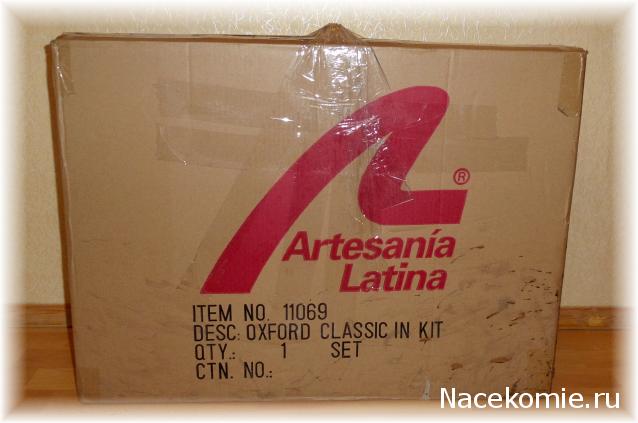 ®
Artesanía
Latina
ITEM NO. 11069
DESC: OXFORD CLASSIC IN KIT
QTY.: 1 SET
CTN. NO.:
Nacekomie.ru